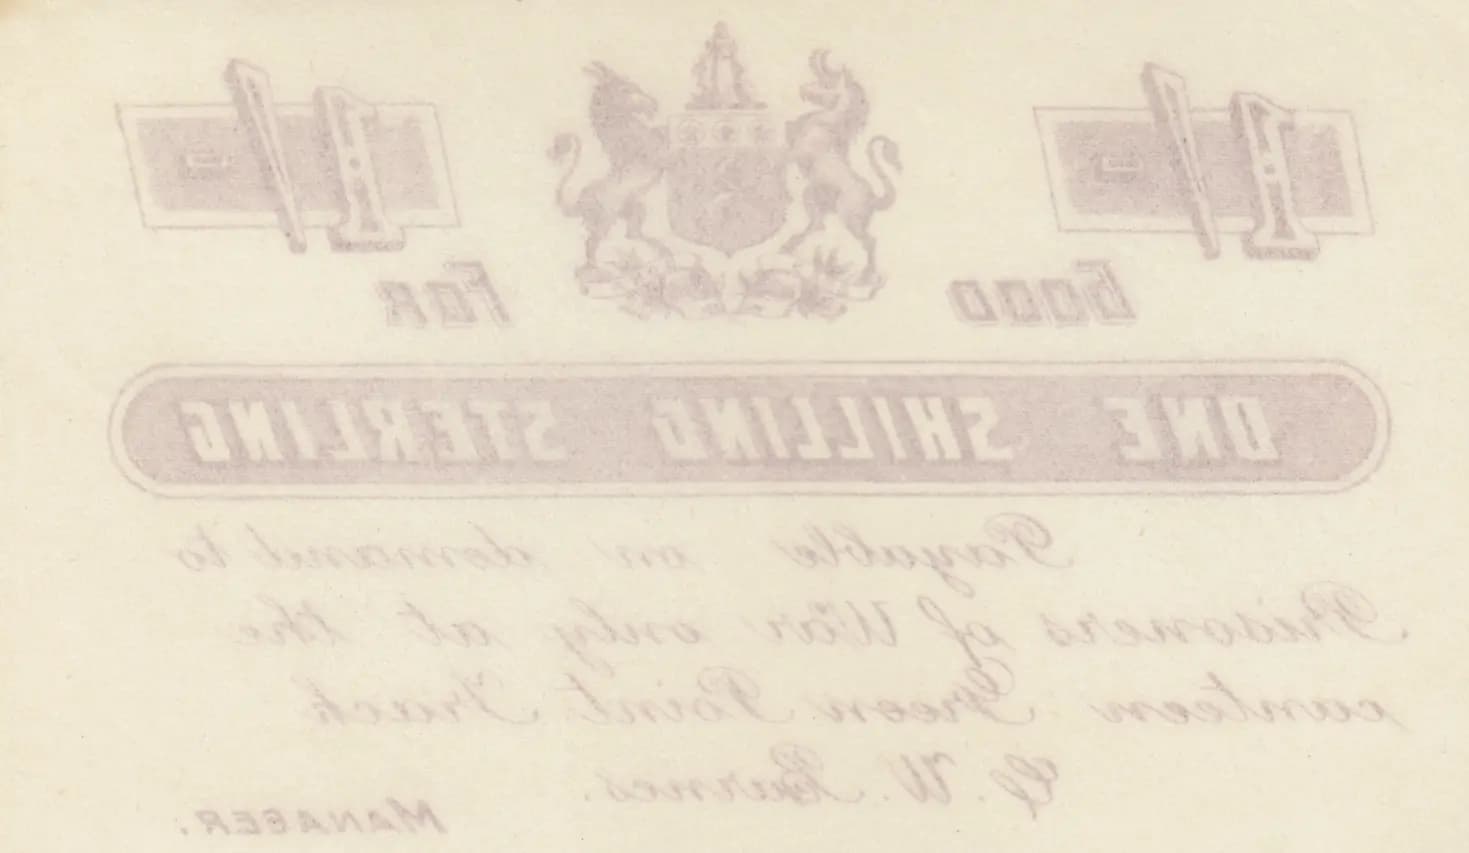 1/- 1/-
GOOD FOR
ONE SHILLING STERLING
Payable on demand to
Prisoners of War only at the
canteen Green Point Track
W. Barnes.
MANAGER.